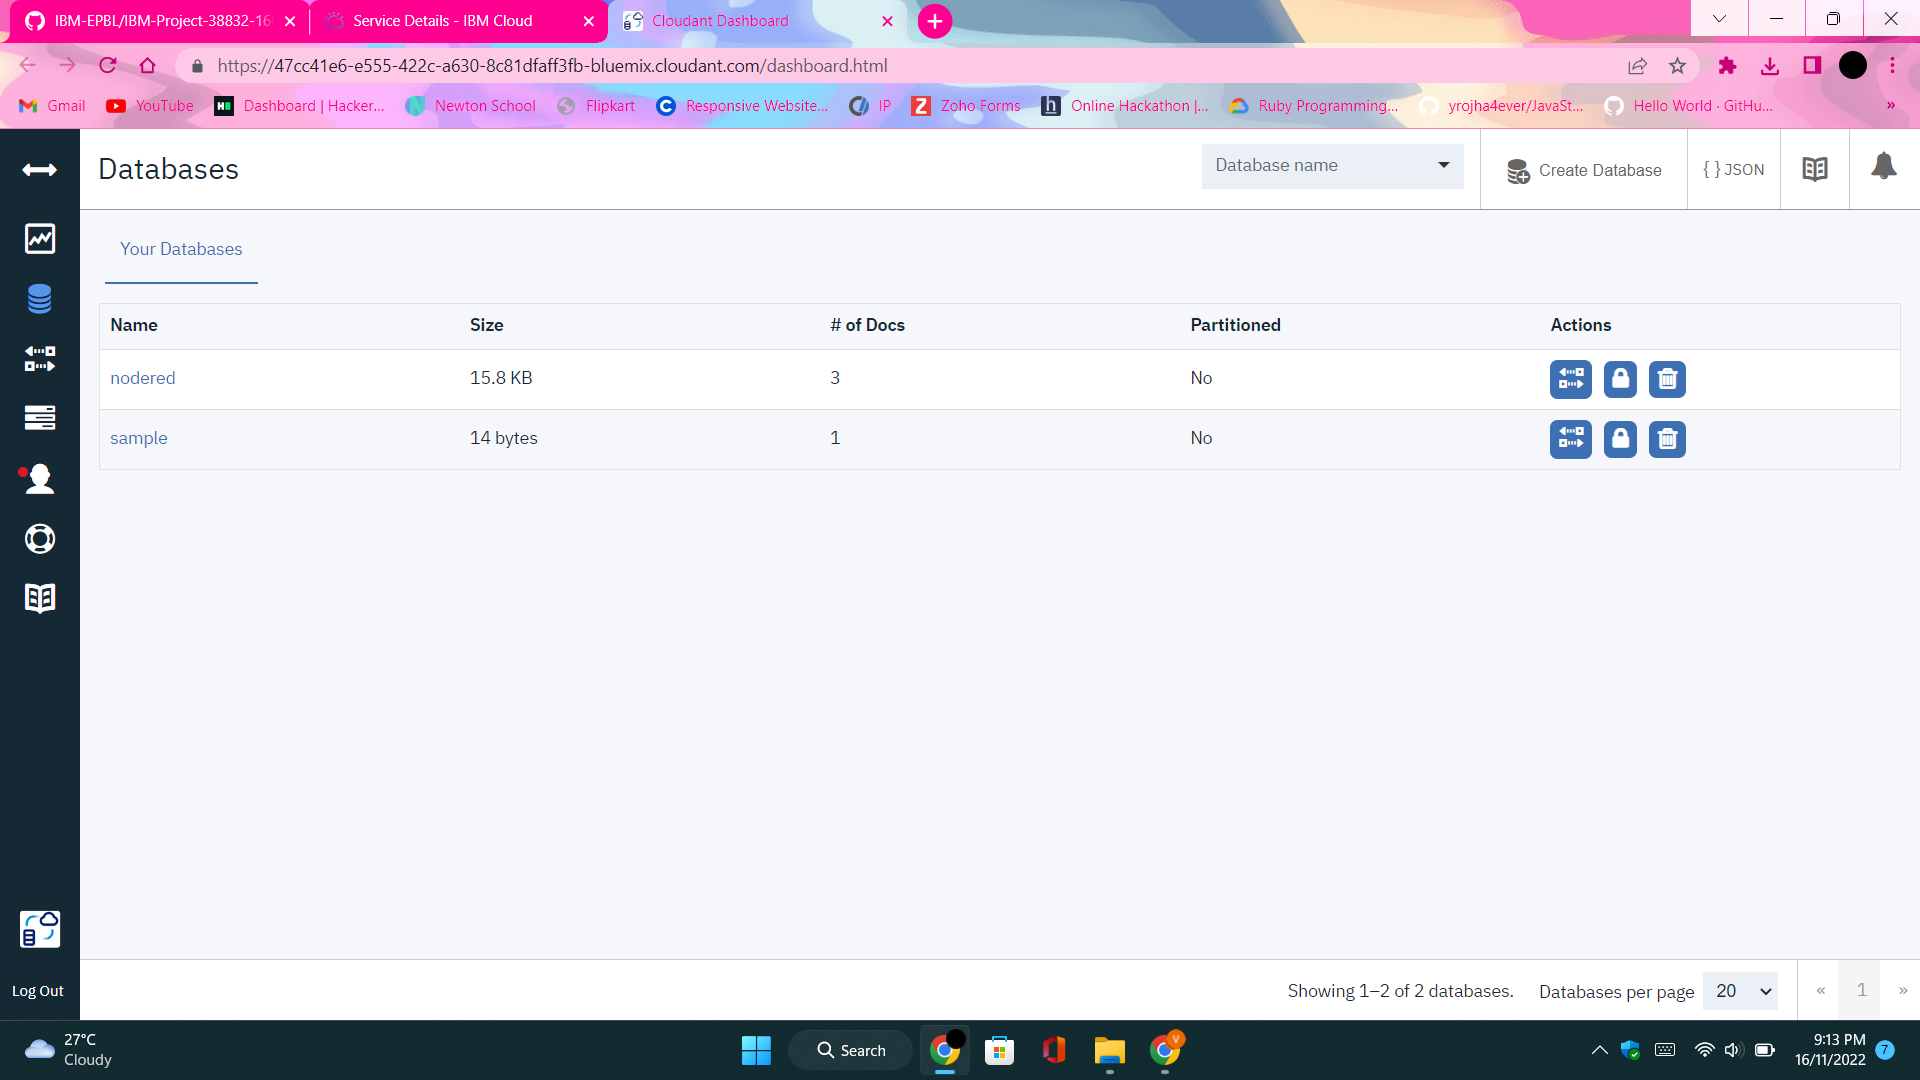 IBM-EPBL/IBM-Project-38832-16
Service Details - IBM Cloud
Cloudant Dashboard
https://47cc41e6-e555-422c-a630-8c81dfaff3fb-bluemix.cloudant.com/dashboard.html
Gmail
YouTube
Dashboard | Hacker...
Newton School
Flipkart
Responsive Website...
IP
Zoho Forms
Online Hackathon |...
Ruby Programming...
yrojha4ever/JavaSt...
Hello World · GitHu...
»
Databases
Database name
Create Database
{ } JSON
Your Databases
Name Size # of Docs Partitioned Actions
nodered 15.8 KB 3 No
sample 14 bytes 1 No
Log Out
Showing 1–2 of 2 databases.
Databases per page 20
« 1 »
27°C
Cloudy
Search
V
9:13 PM
16/11/2022
7